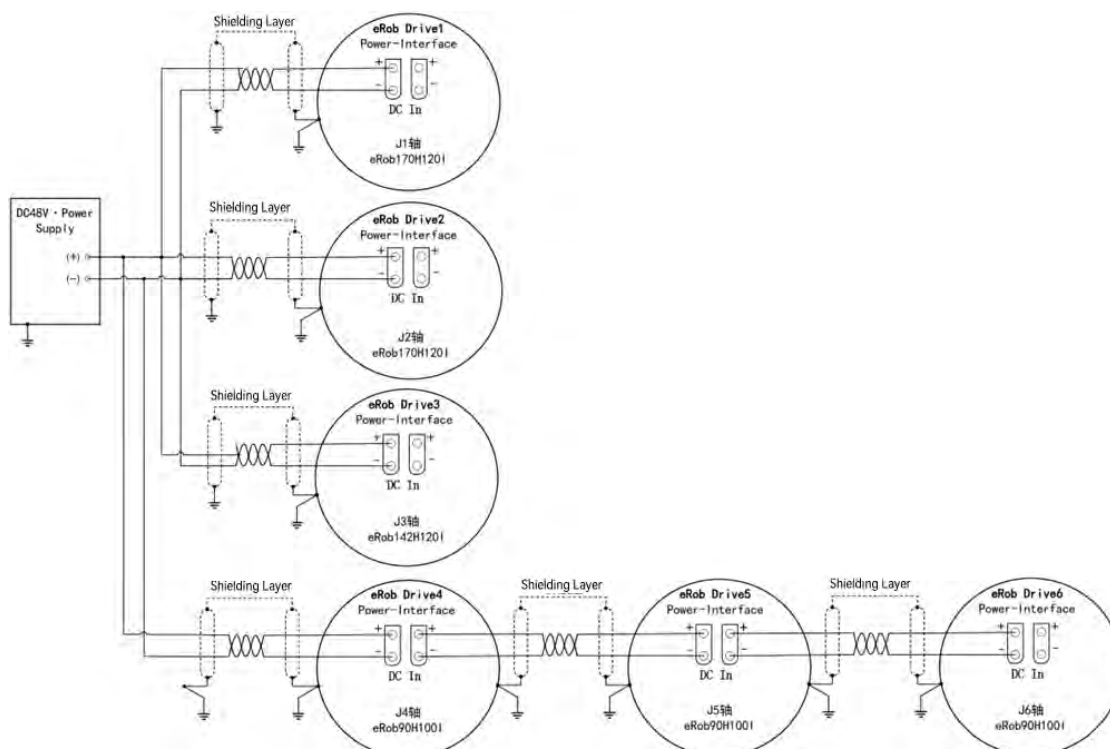 Shielding Layer
eRob Drive1
Power-Interface
+ +
- -
DC In
J1轴
eRob170H120I
DC48V·Power
Supply
(+)
(-)
Shielding Layer
eRob Drive2
Power-Interface
+ +
- -
DC In
J2轴
eRob170H120I
Shielding Layer
eRob Drive3
Power-Interface
+ +
- -
DC In
J3轴
eRob142H120I
Shielding Layer
eRob Drive4
Power-Interface
+ +
- -
DC In
J4轴
eRob90H100I
Shielding Layer
eRob Drive5
Power-Interface
+ +
- -
DC In
J5轴
eRob90H100I
Shielding Layer
eRob Drive6
Power-Interface
+ +
- -
DC In
J6轴
eRob90H100I